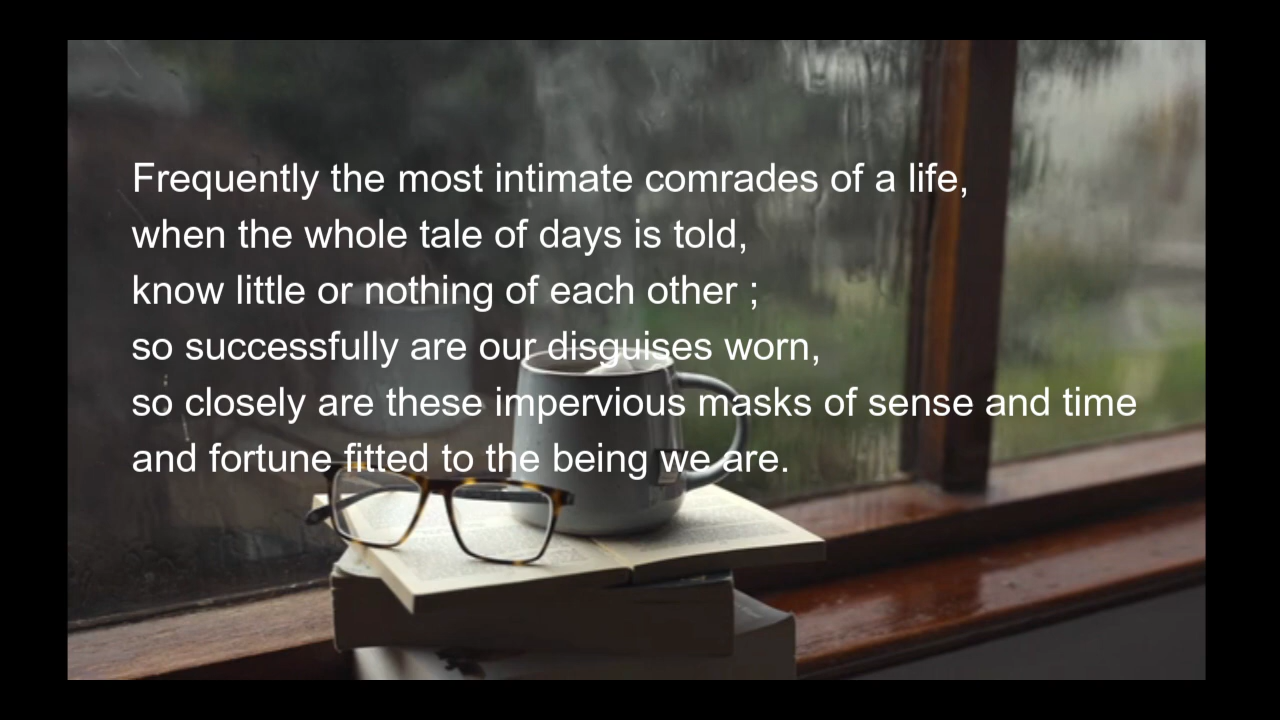 Frequently the most intimate comrades of a life,
when the whole tale of days is told,
know little or nothing of each other ;
so successfully are our disguises worn,
so closely are these impervious masks of sense and time
and fortune fitted to the being we are.